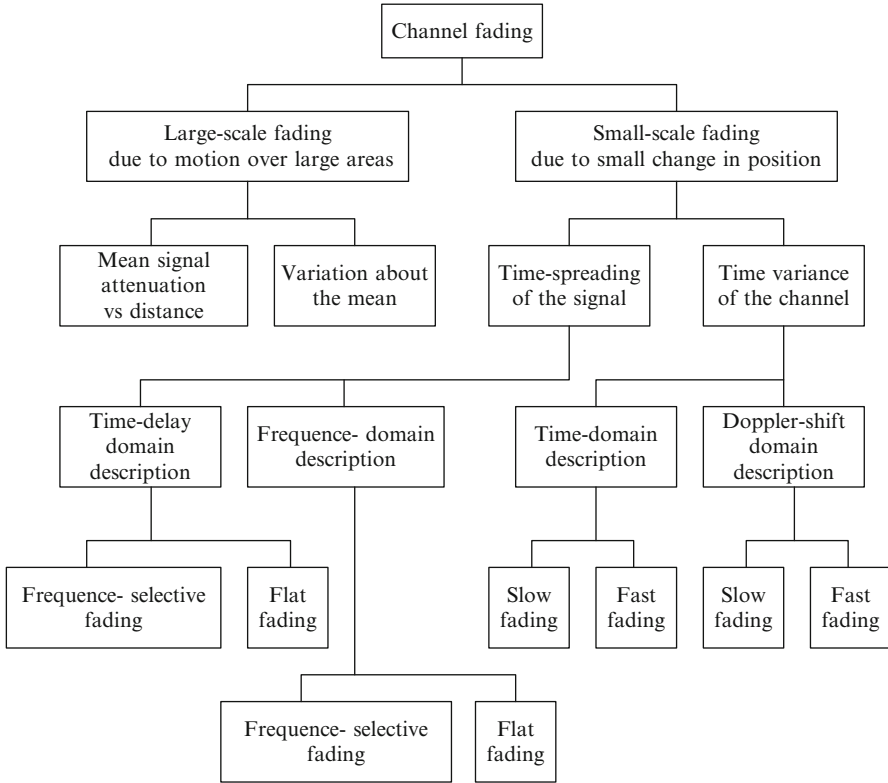 Channel fading
Large-scale fading
due to motion over large areas
Small-scale fading
due to small change in position
Mean signal
attenuation
vs distance
Variation about
the mean
Time-spreading
of the signal
Time variance
of the channel
Time-delay
domain
description
Frequence- domain
description
Time-domain
description
Doppler-shift
domain
description
Frequence- selective
fading
Flat
fading
Slow
fading
Fast
fading
Slow
fading
Fast
fading
Frequence- selective
fading
Flat
fading